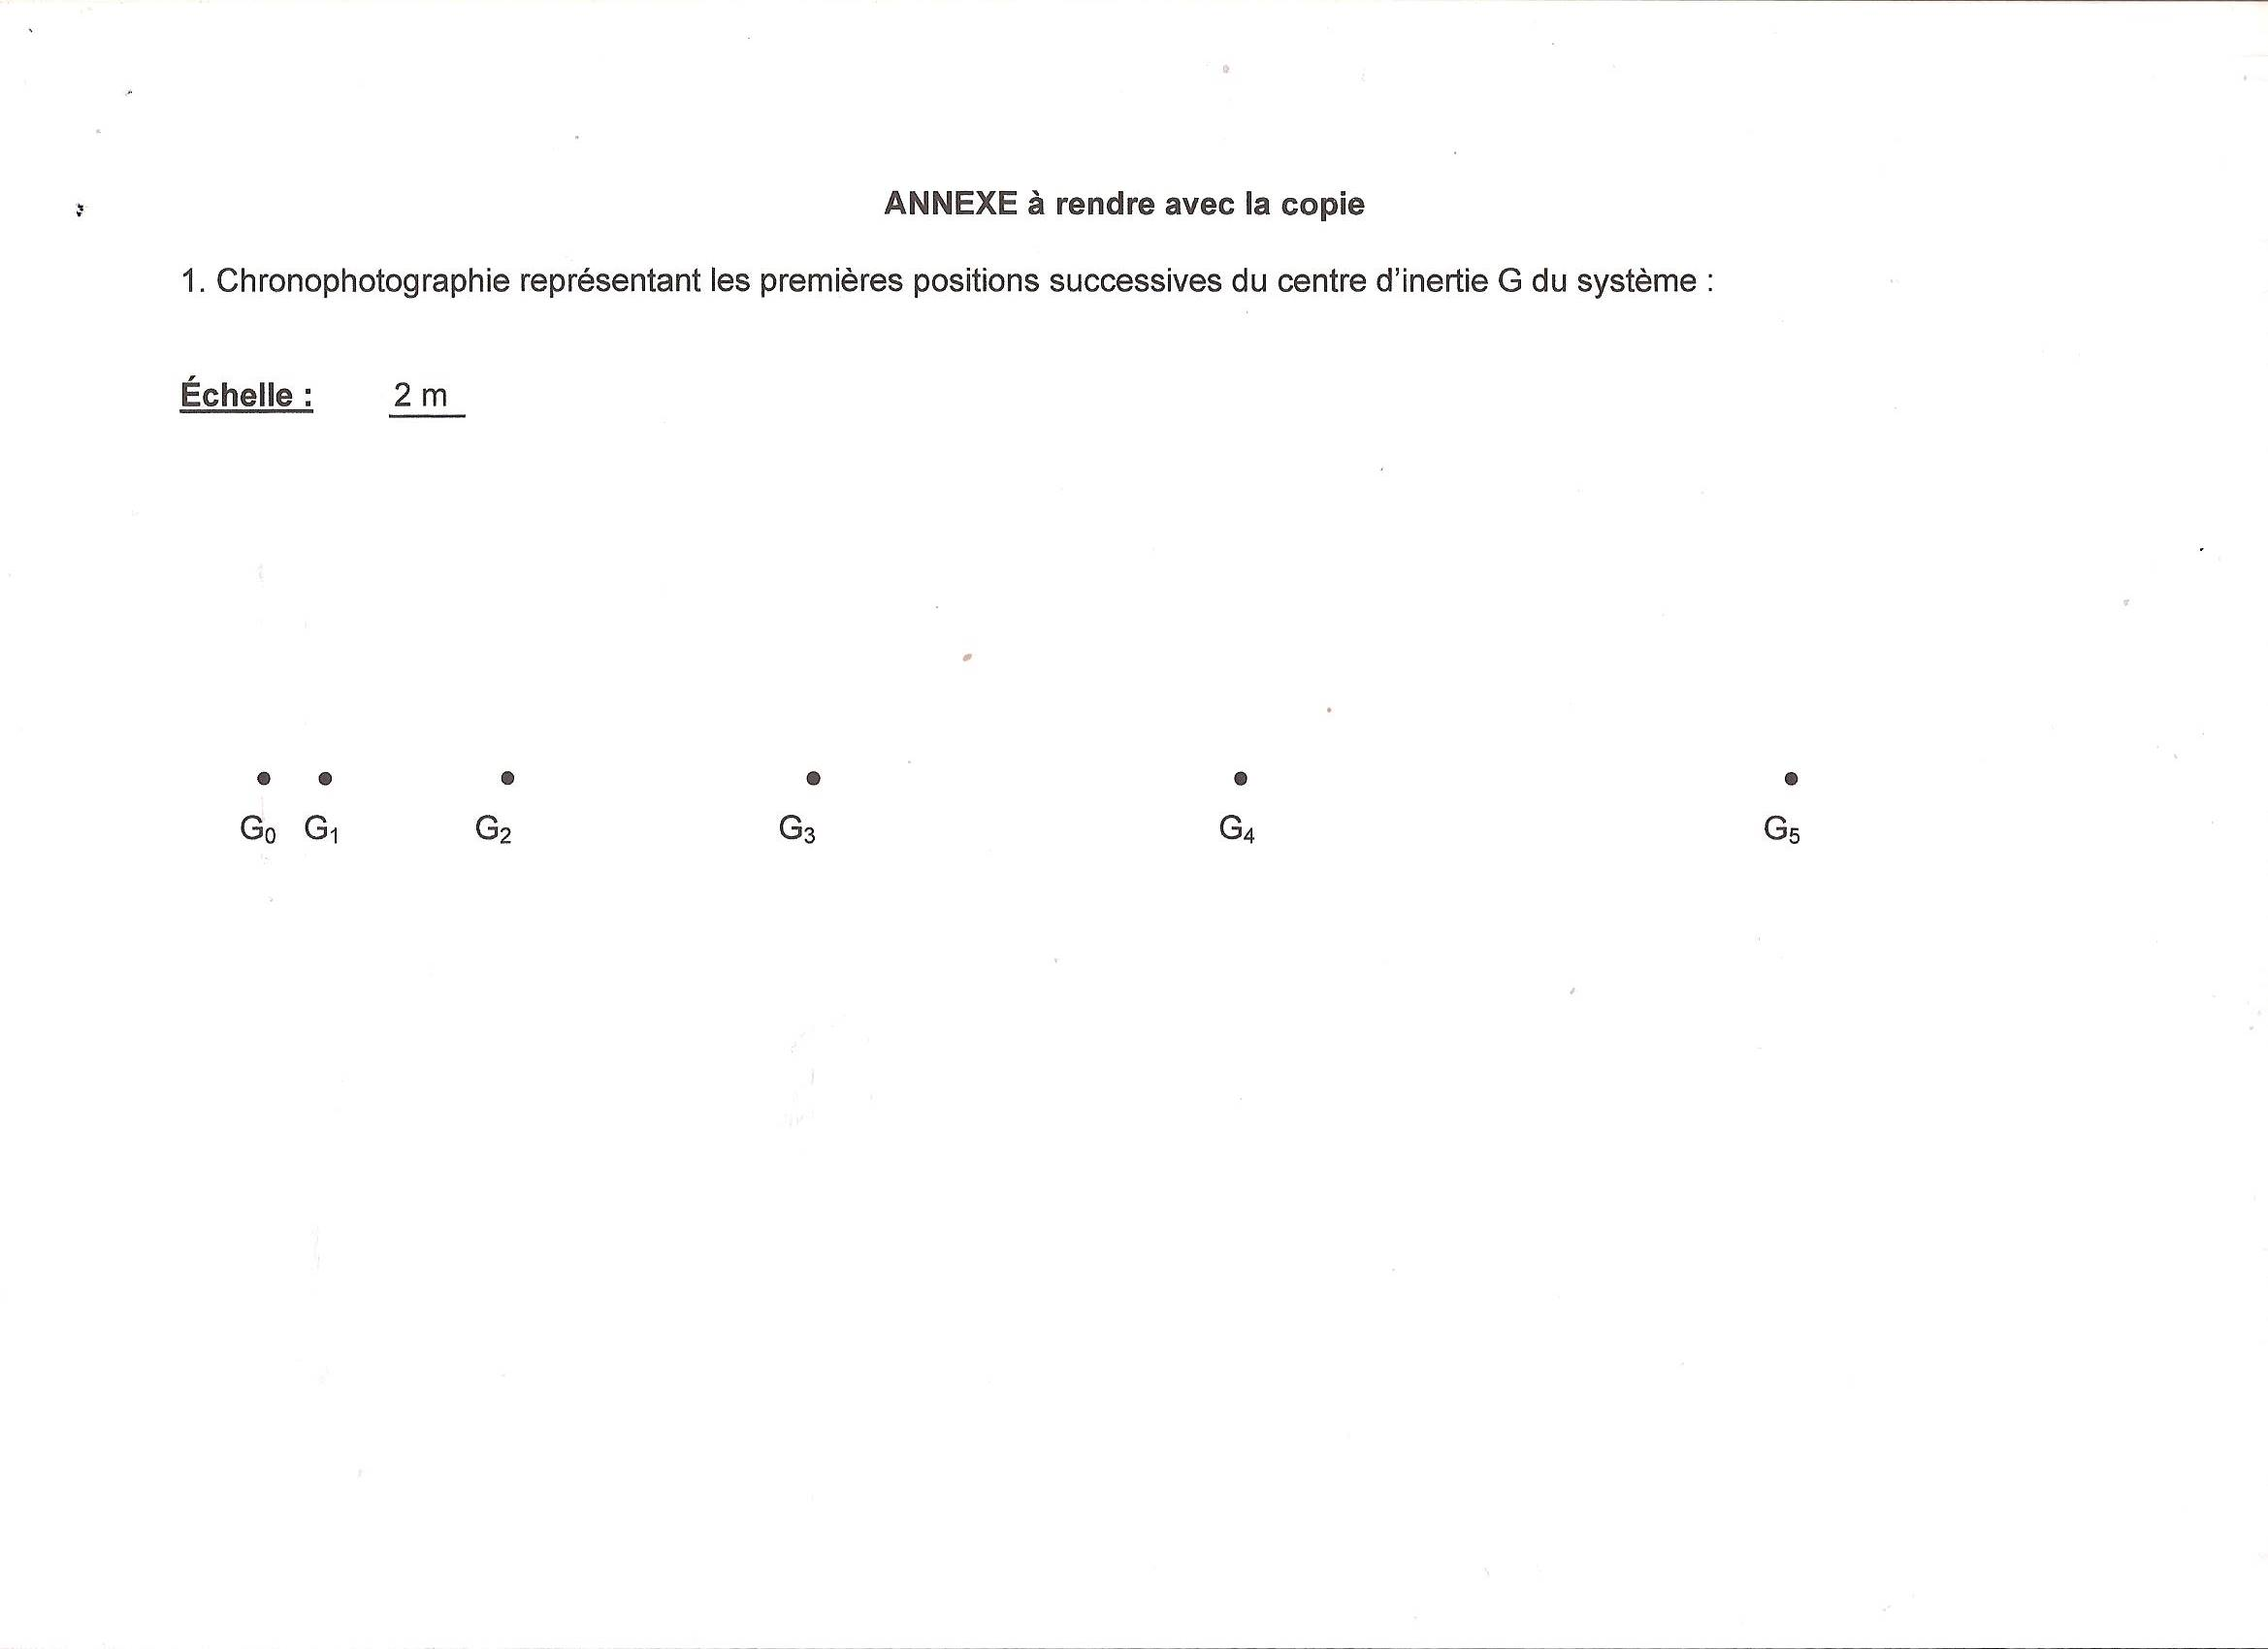 ANNEXE à rendre avec la copie
1. Chronophotographie représentant les premières positions successives du centre d'inertie G du système :
Échelle : 2 m
G₀ G₁ G₂ G₃ G₄ G₅